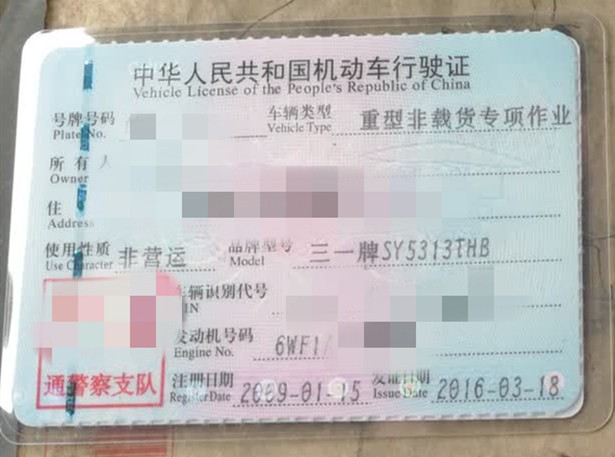 中华人民共和国机动车行驶证
Vehicle License of the People's Republic of China
号牌号码 车辆类型 重型非载货专项作业
Plate No. Vehicle Type
所有人
Owner
住
Address
使用性质 非营运 品牌型号 三一牌SY5313THB
Use Character Model
车辆识别代号
VIN
发动机号码 6WF1
Engine No.
通警察支队
注册日期 2009-01-15 发证日期 2016-03-18
Register Date Issue Date